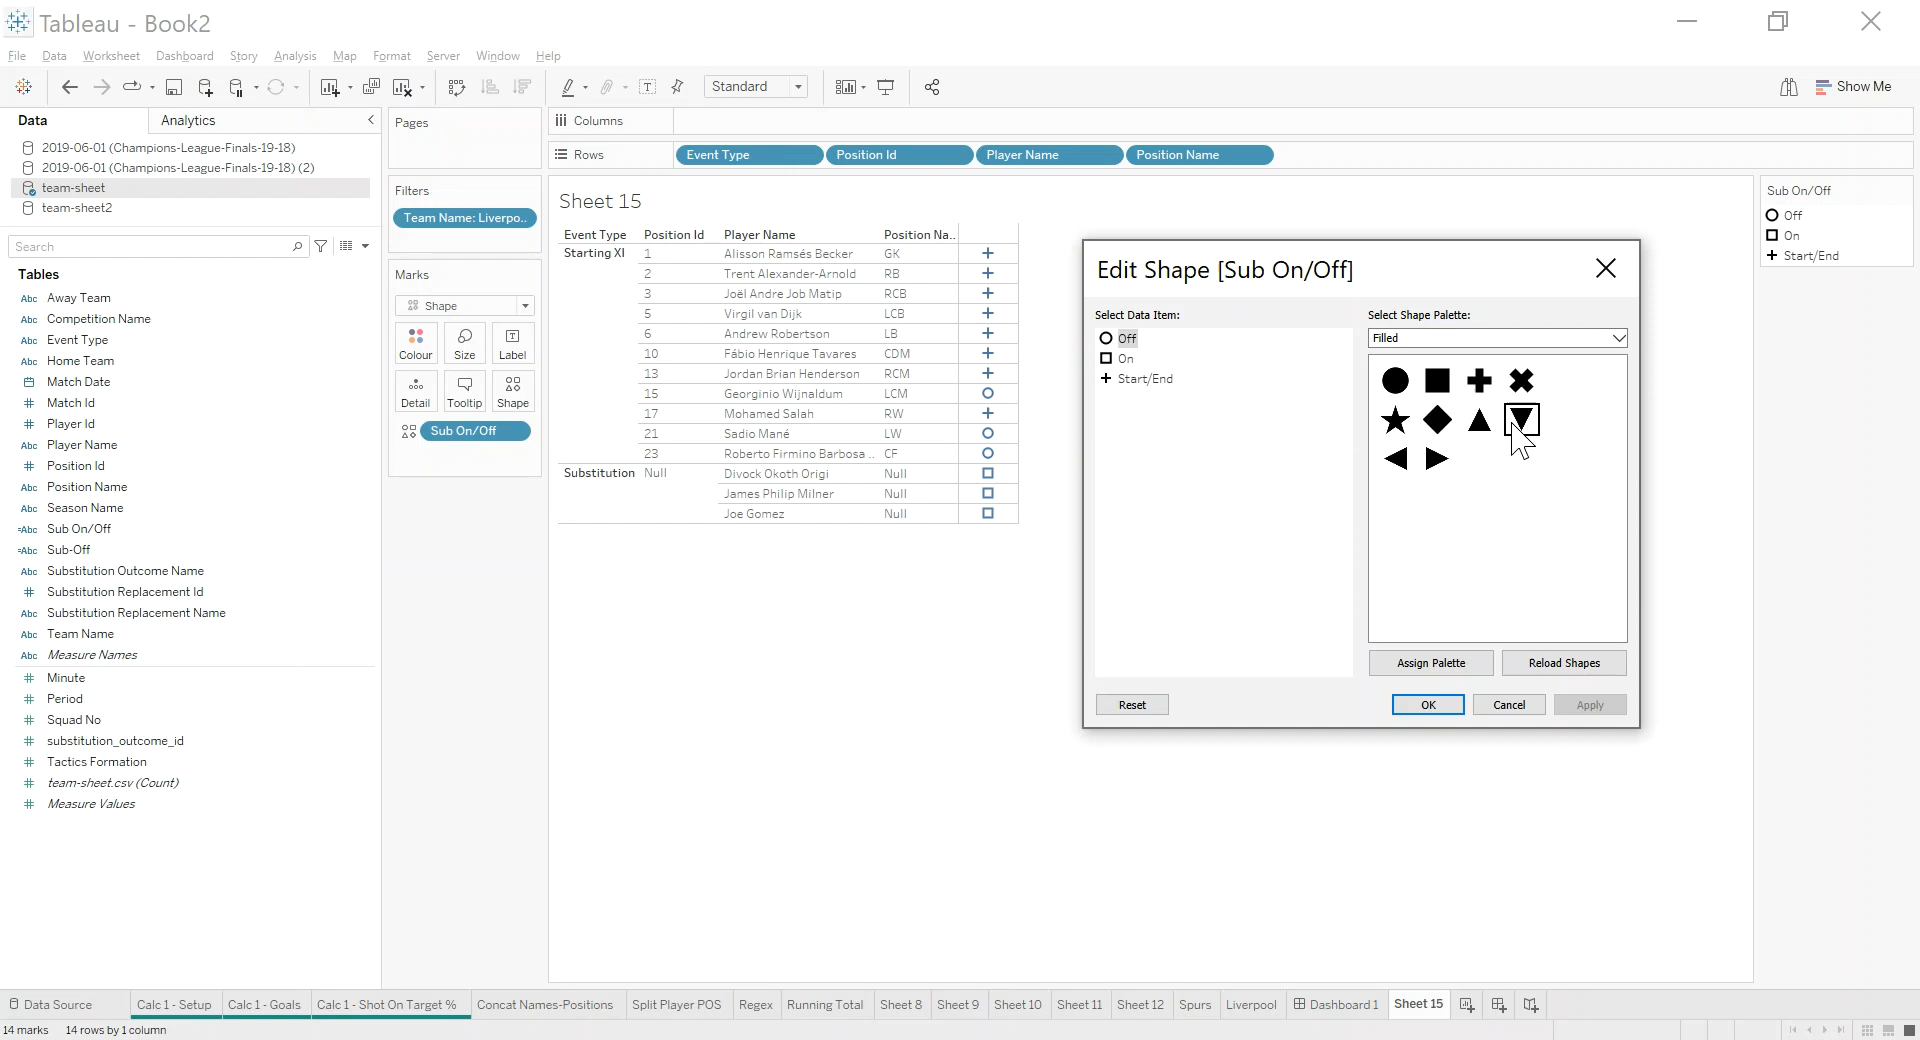 Tableau - Book2
File Data Worksheet Dashboard Story Analysis Map Format Server Window Help
Standard
Show Me
Data Analytics
2019-06-01 (Champions-League-Finals-19-18)
2019-06-01 (Champions-League-Finals-19-18) (2)
team-sheet
team-sheet2
Search
Tables
Abc Away Team
Abc Competition Name
Abc Event Type
Abc Home Team
Match Date
# Match Id
# Player Id
Abc Player Name
# Position Id
Abc Position Name
Abc Season Name
=Abc Sub On/Off
=Abc Sub-Off
Abc Substitution Outcome Name
# Substitution Replacement Id
Abc Substitution Replacement Name
Abc Team Name
Abc Measure Names
# Minute
# Period
# Squad No
# substitution_outcome_id
# Tactics Formation
# team-sheet.csv (Count)
# Measure Values
Pages
Filters
Team Name: Liverpo..
Marks
Shape
Colour Size Label
Detail Tooltip Shape
Sub On/Off
Columns
Rows Event Type Position Id Player Name Position Name
Sheet 15
Event Type Position Id Player Name Position Na..
Starting XI 1 Alisson Ramsés Becker GK
2 Trent Alexander-Arnold RB
3 Joël Andre Job Matip RCB
5 Virgil van Dijk LCB
6 Andrew Robertson LB
10 Fábio Henrique Tavares CDM
13 Jordan Brian Henderson RCM
15 Georginio Wijnaldum LCM
17 Mohamed Salah RW
21 Sadio Mané LW
23 Roberto Firmino Barbosa .. CF
Substitution Null Divock Okoth Origi Null
James Philip Milner Null
Joe Gomez Null
Edit Shape [Sub On/Off]
Select Data Item:
Off
On
Start/End
Select Shape Palette:
Filled
Assign Palette Reload Shapes
Reset OK Cancel Apply
Sub On/Off
Off
On
Start/End
Data Source Calc 1 - Setup Calc 1 - Goals Calc 1 - Shot On Target % Concat Names-Positions Split Player POS Regex Running Total Sheet 8 Sheet 9 Sheet 10 Sheet 11 Sheet 12 Spurs Liverpool Dashboard 1 Sheet 15
14 marks 14 rows by 1 column